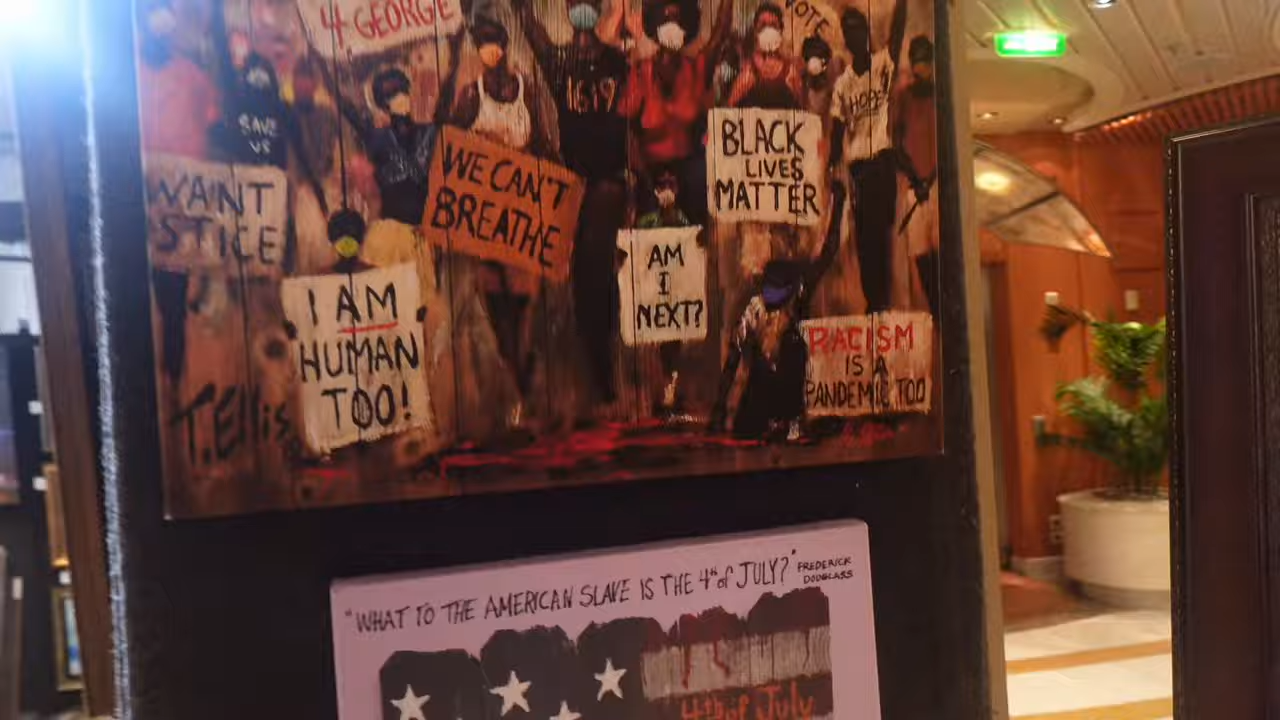 4 GEORGE
VOTE
SAVE
US
1619
HOPE
WANT
STICE
WE CAN'T
BREATHE
BLACK
LIVES
MATTER
AM
I
NEXT?
I AM
HUMAN
TOO!
RACISM
IS A
PANDEMIC TOO
T.Ellis
"WHAT TO THE AMERICAN SLAVE IS THE 4th of JULY?" FREDERICK
DOUGLASS
4th of July